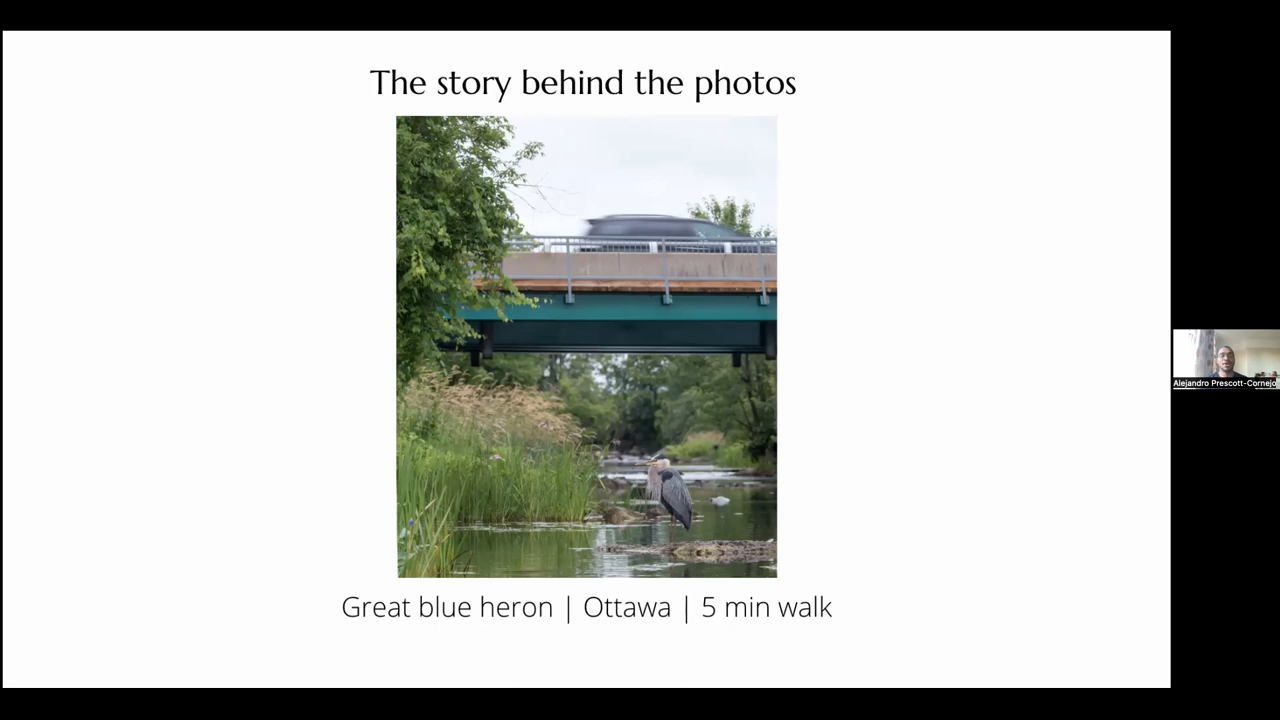 The story behind the photos
Great blue heron | Ottawa | 5 min walk
Alejandro Prescott-Cornejo